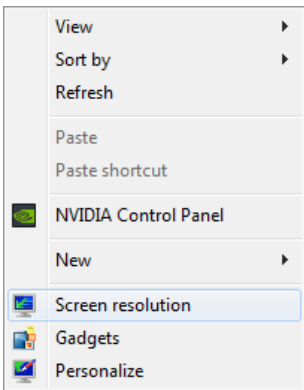 View
Sort by
Refresh
Paste
Paste shortcut
NVIDIA Control Panel
New
Screen resolution
Gadgets
Personalize